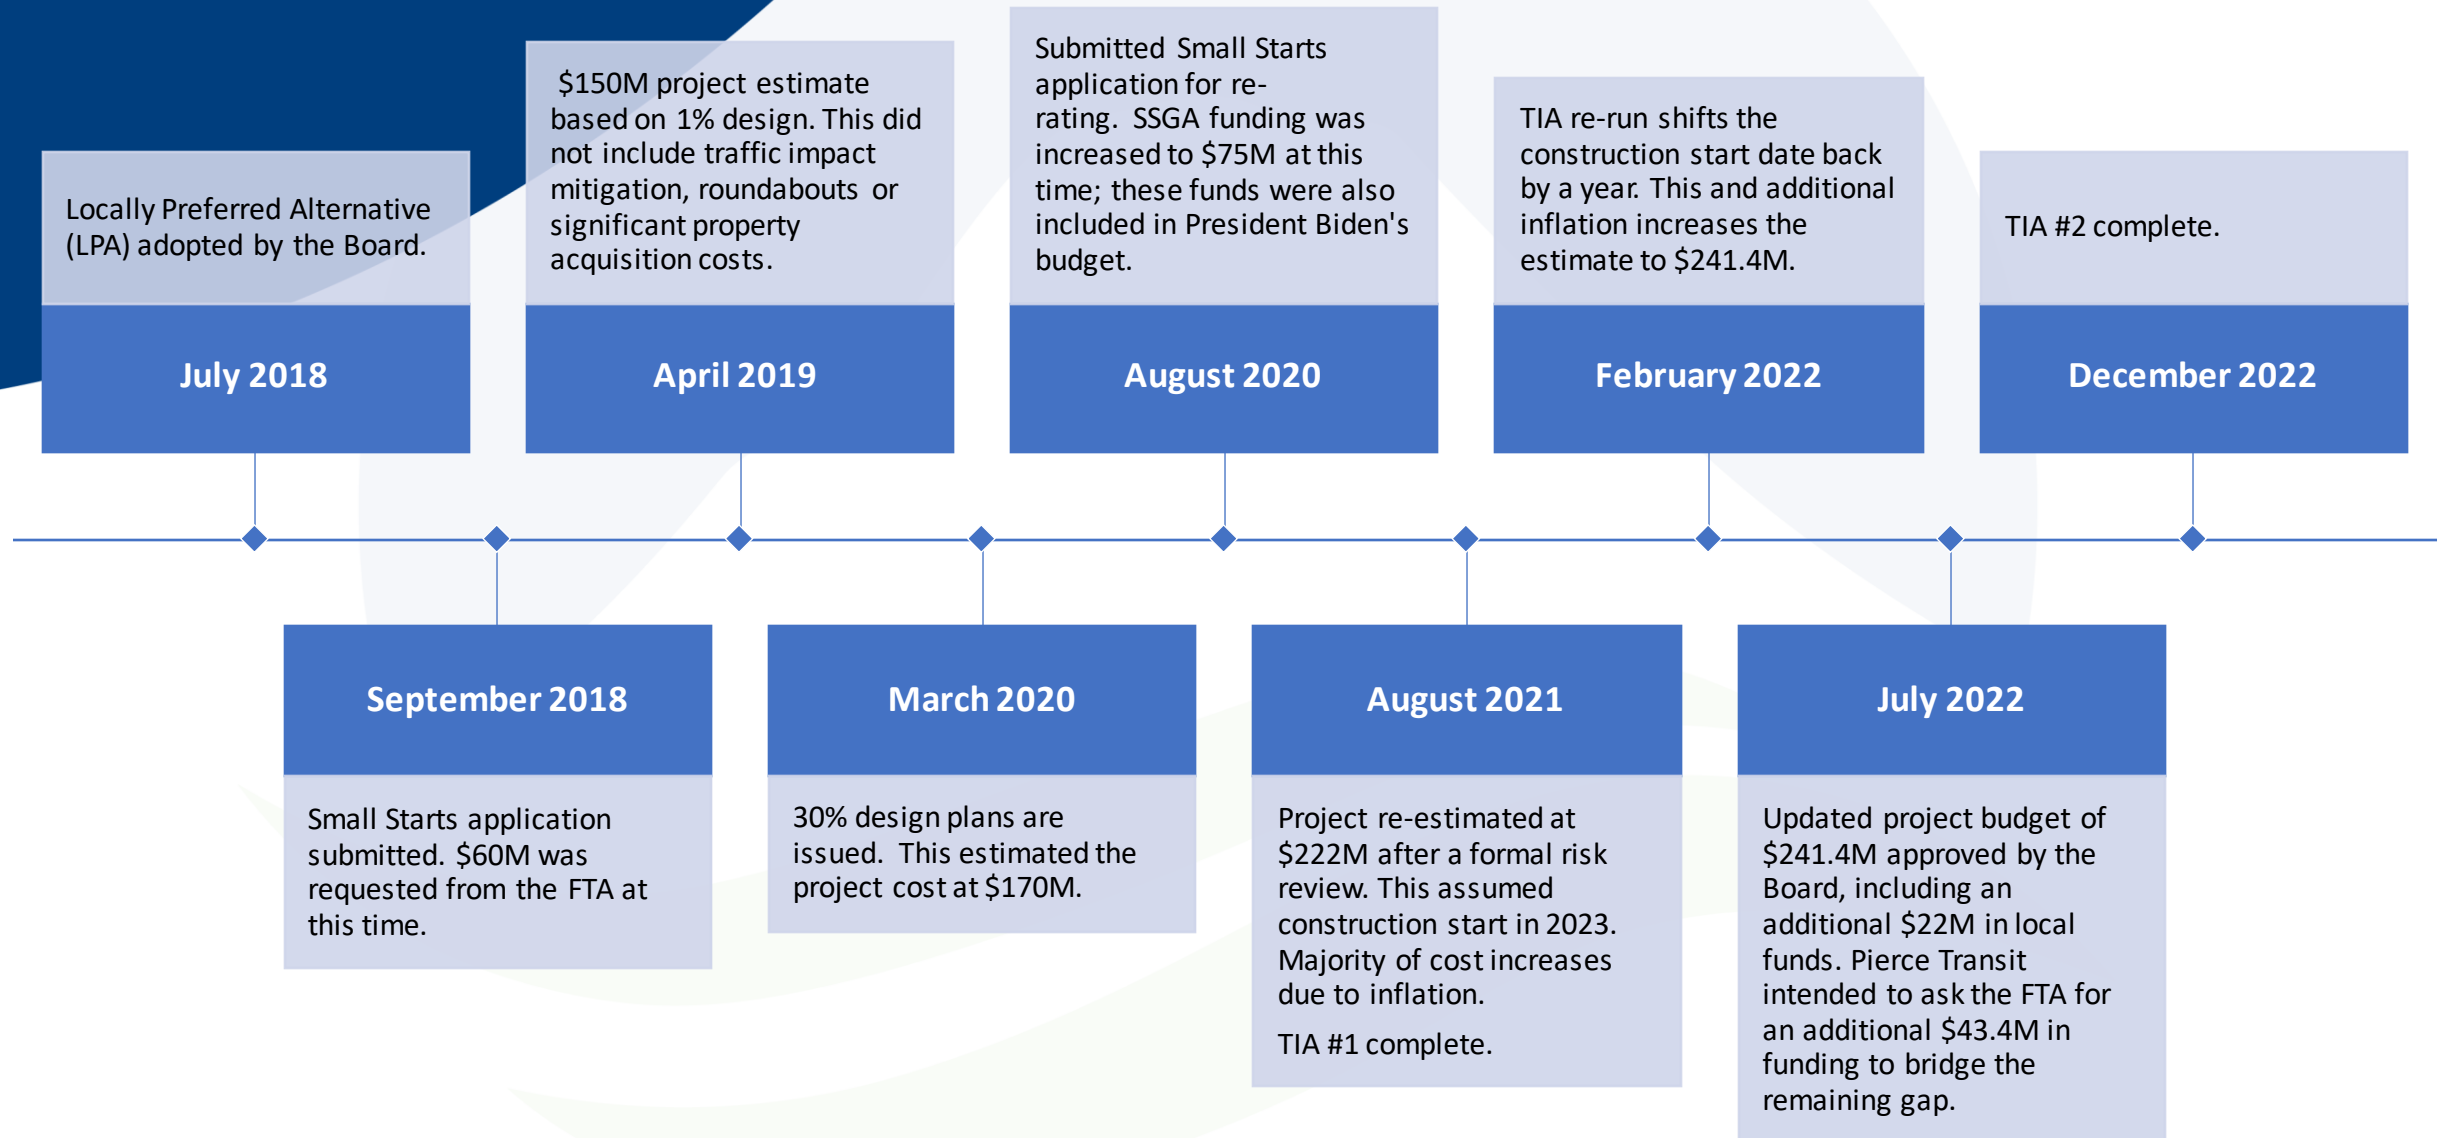 Locally Preferred Alternative
(LPA) adopted by the Board.
July 2018
September 2018
Small Starts application
submitted. $60M was
requested from the FTA at
this time.
$150M project estimate
based on 1% design. This did
not include traffic impact
mitigation, roundabouts or
significant property
acquisition costs.
April 2019
March 2020
30% design plans are
issued. This estimated the
project cost at $170M.
Submitted Small Starts
application for re-
rating. SSGA funding was
increased to $75M at this
time; these funds were also
included in President Biden's
budget.
August 2020
August 2021
Project re-estimated at
$222M after a formal risk
review. This assumed
construction start in 2023.
Majority of cost increases
due to inflation.
TIA #1 complete.
TIA re-run shifts the
construction start date back
by a year. This and additional
inflation increases the
estimate to $241.4M.
February 2022
July 2022
Updated project budget of
$241.4M approved by the
Board, including an
additional $22M in local
funds. Pierce Transit
intended to ask the FTA for
an additional $43.4M in
funding to bridge the
remaining gap.
TIA #2 complete.
December 2022